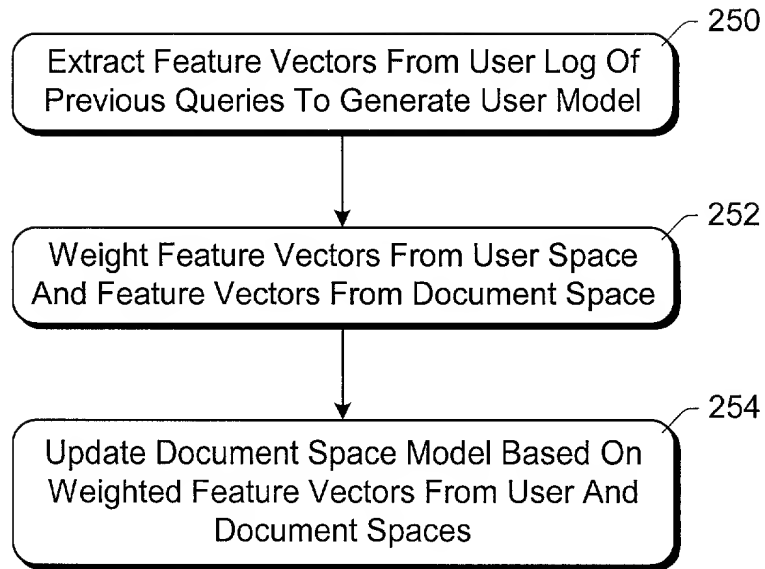 250
Extract Feature Vectors From User Log Of
Previous Queries To Generate User Model
252
Weight Feature Vectors From User Space
And Feature Vectors From Document Space
254
Update Document Space Model Based On
Weighted Feature Vectors From User And
Document Spaces